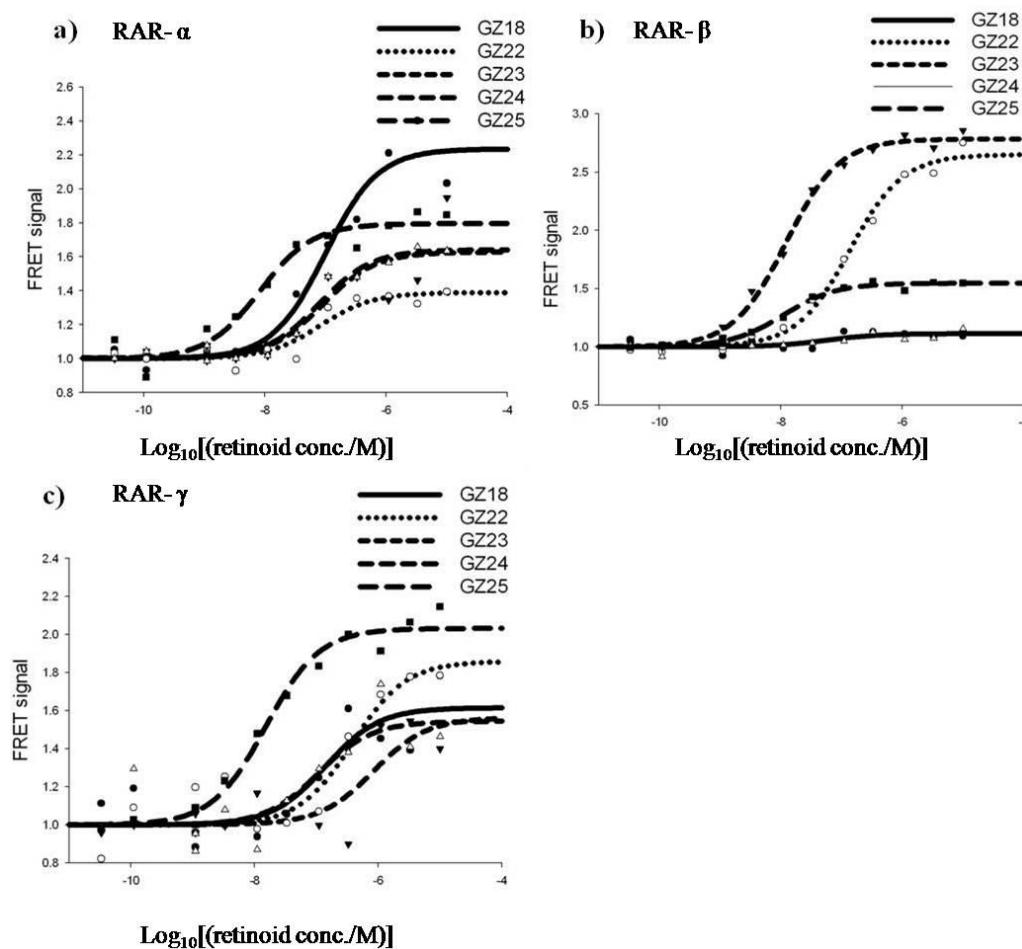 a) RAR- α
GZ18
GZ22
GZ23
GZ24
GZ25
2.6
2.4
2.2
2.0
1.8
1.6
1.4
1.2
1.0
0.8
FRET signal
-10
-8
-6
-4
Log10[(retinoid conc./M)]
b) RAR- β
GZ18
GZ22
GZ23
GZ24
GZ25
3.0
2.5
2.0
1.5
1.0
0.5
FRET signal
-10
-8
-6
-4
Log10[(retinoid conc./M)]
c) RAR- γ
GZ18
GZ22
GZ23
GZ24
GZ25
2.4
2.2
2.0
1.8
1.6
1.4
1.2
1.0
0.8
FRET signal
-10
-8
-6
-4
Log10[(retinoid conc./M)]